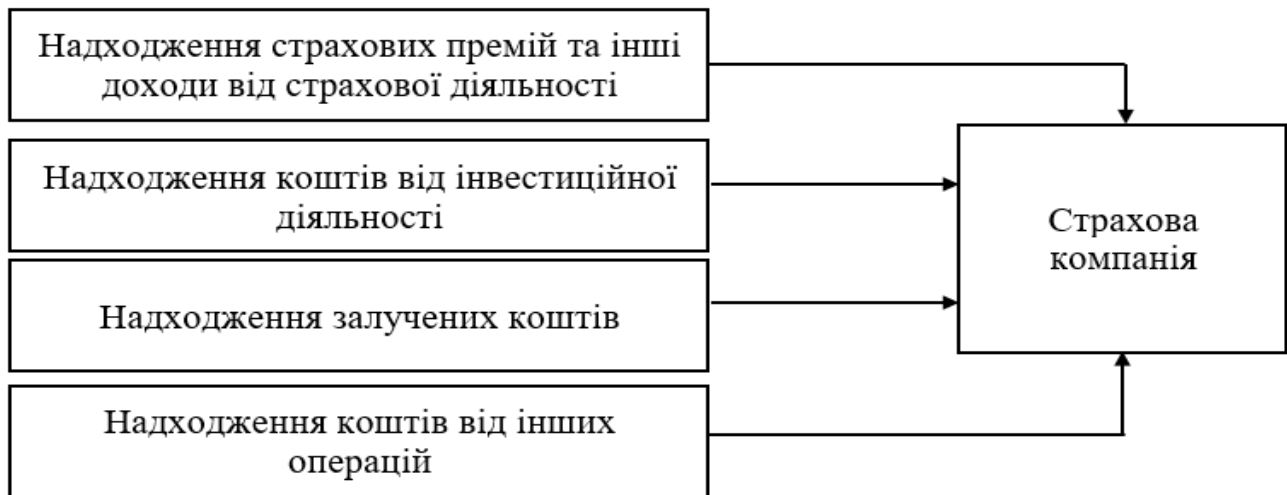 Надходження страхових премій та інші
доходи від страхової діяльності
Надходження коштів від інвестиційної
діяльності
Надходження залучених коштів
Надходження коштів від інших
операцій
Страхова
компанія